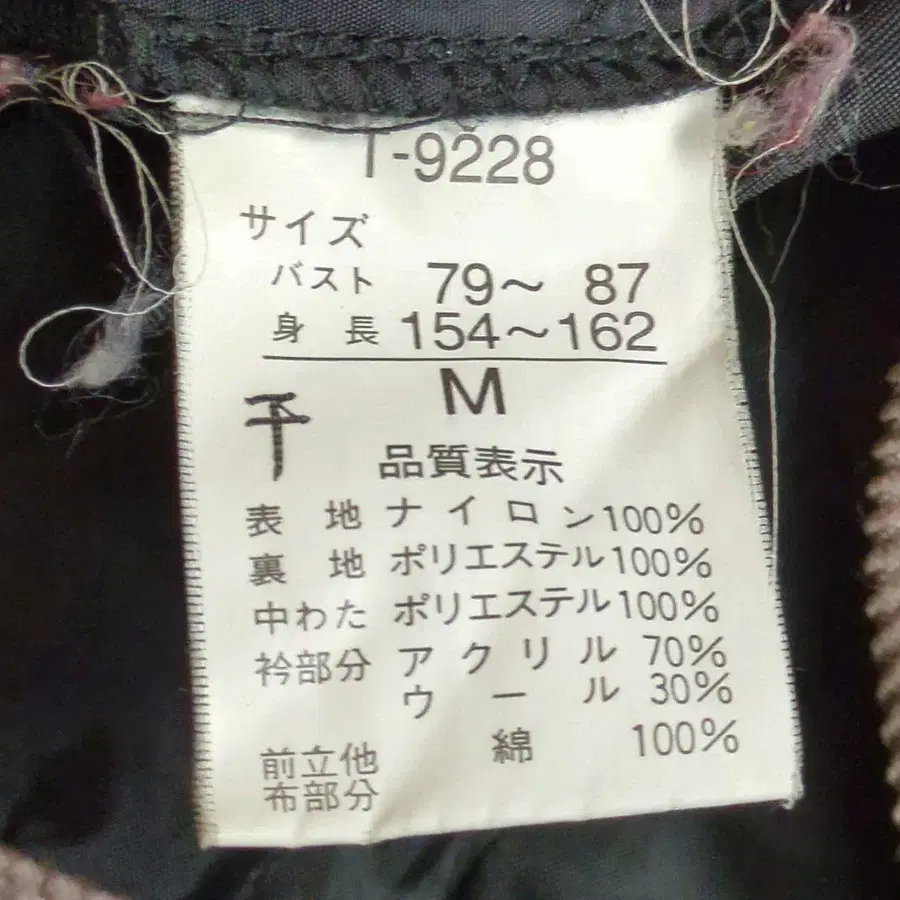 T-9228
サイズ
バスト 79～ 87
身 長 154～162
M
干
品質表示
表 地 ナイロン100%
裏 地 ポリエステル100%
中わた ポリエステル100%
衿部分 アクリル 70%
ウール 30%
前立他 綿 100%
布部分